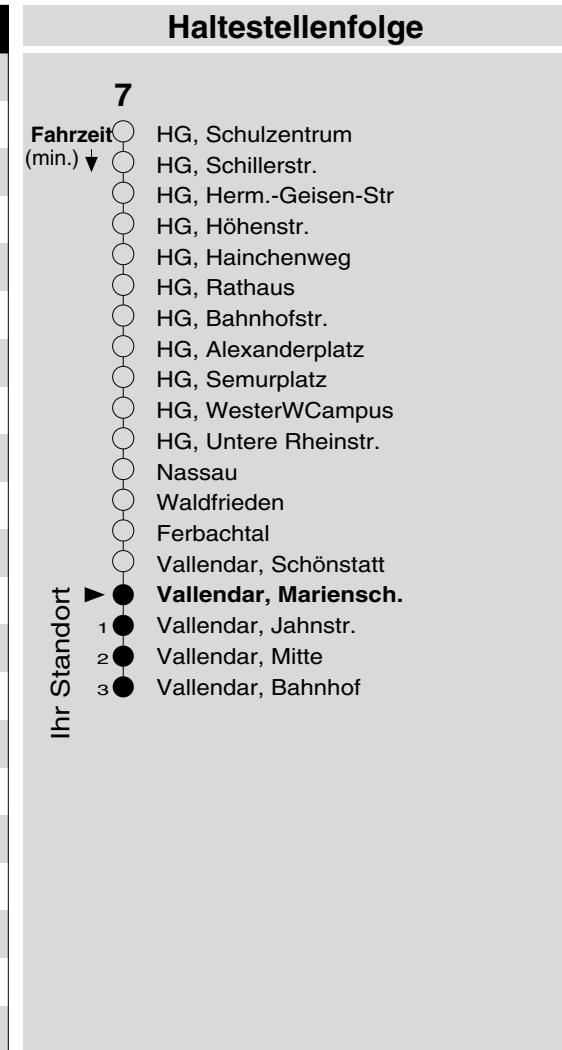 Haltestellenfolge
7
Fahrzeit
(min.)
HG, Schulzentrum
HG, Schillerstr.
HG, Herm.-Geisen-Str
HG, Höhenstr.
HG, Hainchenweg
HG, Rathaus
HG, Bahnhofstr.
HG, Alexanderplatz
HG, Semurplatz
HG, WesterWCampus
HG, Untere Rheinstr.
Nassau
Waldfrieden
Ferbachtal
Vallendar, Schönstatt
Ihr Standort
Vallendar, Mariensch.
1 Vallendar, Jahnstr.
2 Vallendar, Mitte
3 Vallendar, Bahnhof